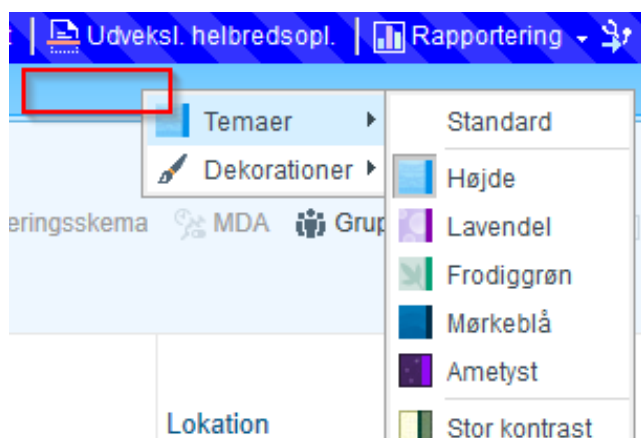 Udveksl. helbredsopl. Rapportering
Temaer
Dekorationer
Standard
Højde
Lavendel
Frodiggrøn
Mørkeblå
Ametyst
Stor kontrast
eringsskema MDA Grup
Lokation